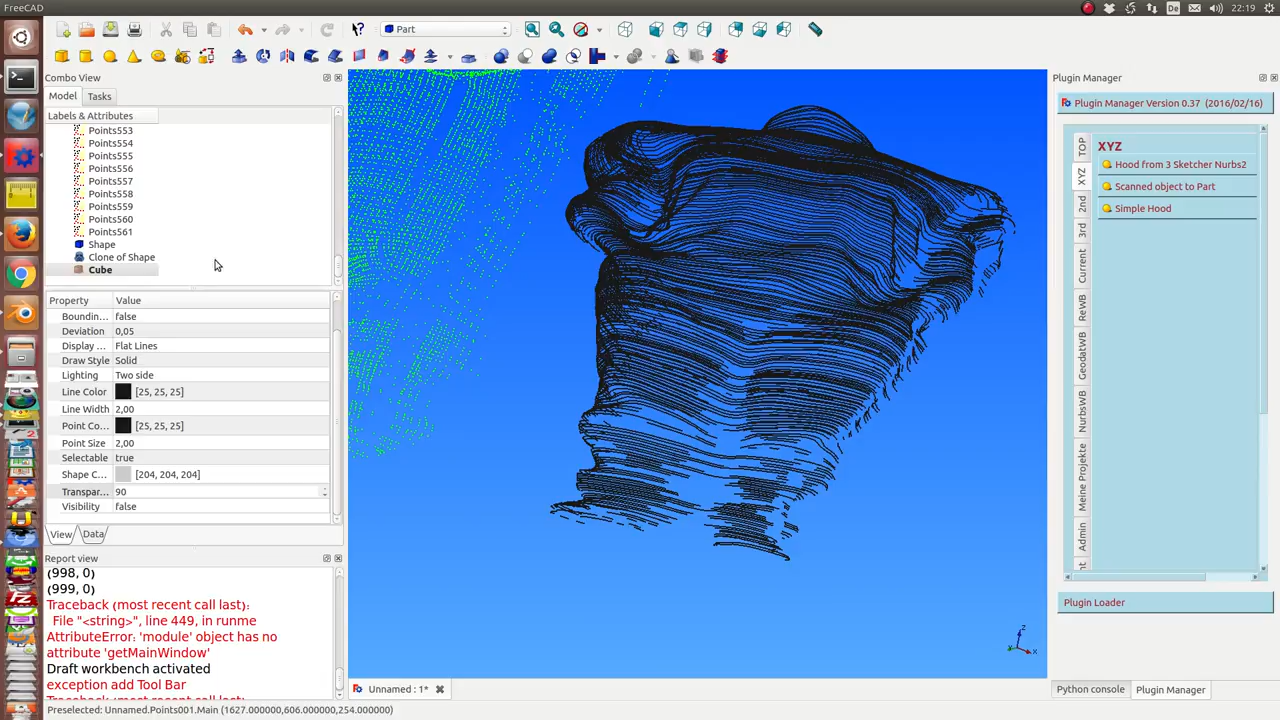 FreeCAD
De
22:19
Part
Combo View
Model Tasks
Labels & Attributes
Points553
Points554
Points555
Points556
Points557
Points558
Points559
Points560
Points561
Shape
Clone of Shape
Cube
Property Value
Boundin... false
Deviation 0,05
Display ... Flat Lines
Draw Style Solid
Lighting Two side
Line Color [25, 25, 25]
Line Width 2,00
Point Co... [25, 25, 25]
Point Size 2,00
Selectable true
Shape C... [204, 204, 204]
Transpar... 90
Visibility false
View Data
Report view
(998, 0)
(999, 0)
Traceback (most recent call last):
File "<string>", line 449, in runme
AttributeError: 'module' object has no
attribute 'getMainWindow'
Draft workbench activated
exception add Tool Bar
Traceback (most recent call last):
Unnamed : 1*
z
y
x
Preselected: Unnamed.Points001.Main (1627.000000,606.000000,254.000000)
Plugin Manager
Plugin Manager Version 0.37 (2016/02/16)
TOP
XYZ
2nd
3rd
Current
ReWB
GeodatWB
NurbsWB
Meine Projekte
Admin
XYZ
Hood from 3 Sketcher Nurbs2
Scanned object to Part
Simple Hood
Plugin Loader
Python console Plugin Manager